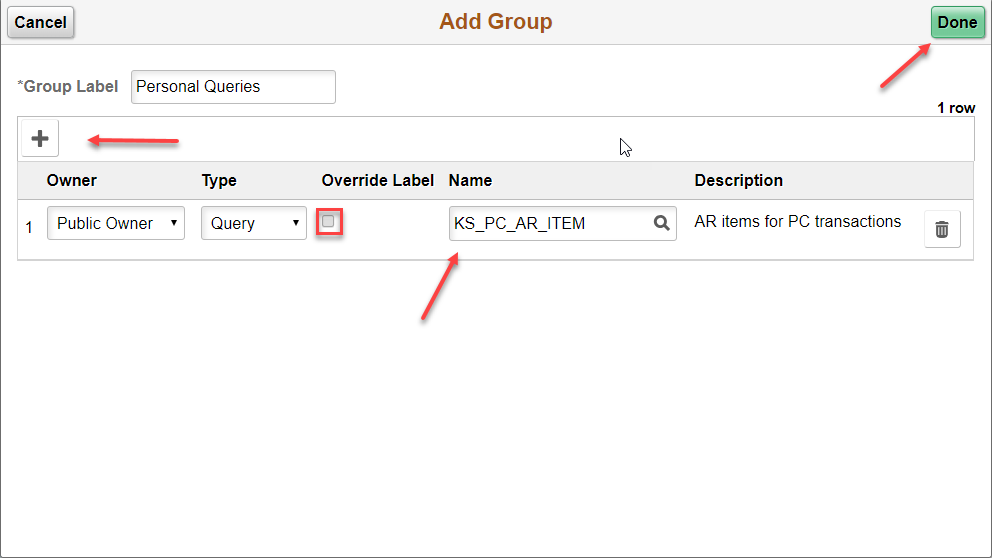 Cancel Add Group Done
*Group Label Personal Queries
1 row
Owner Type Override Label Name Description
1 Public Owner Query KS_PC_AR_ITEM AR items for PC transactions